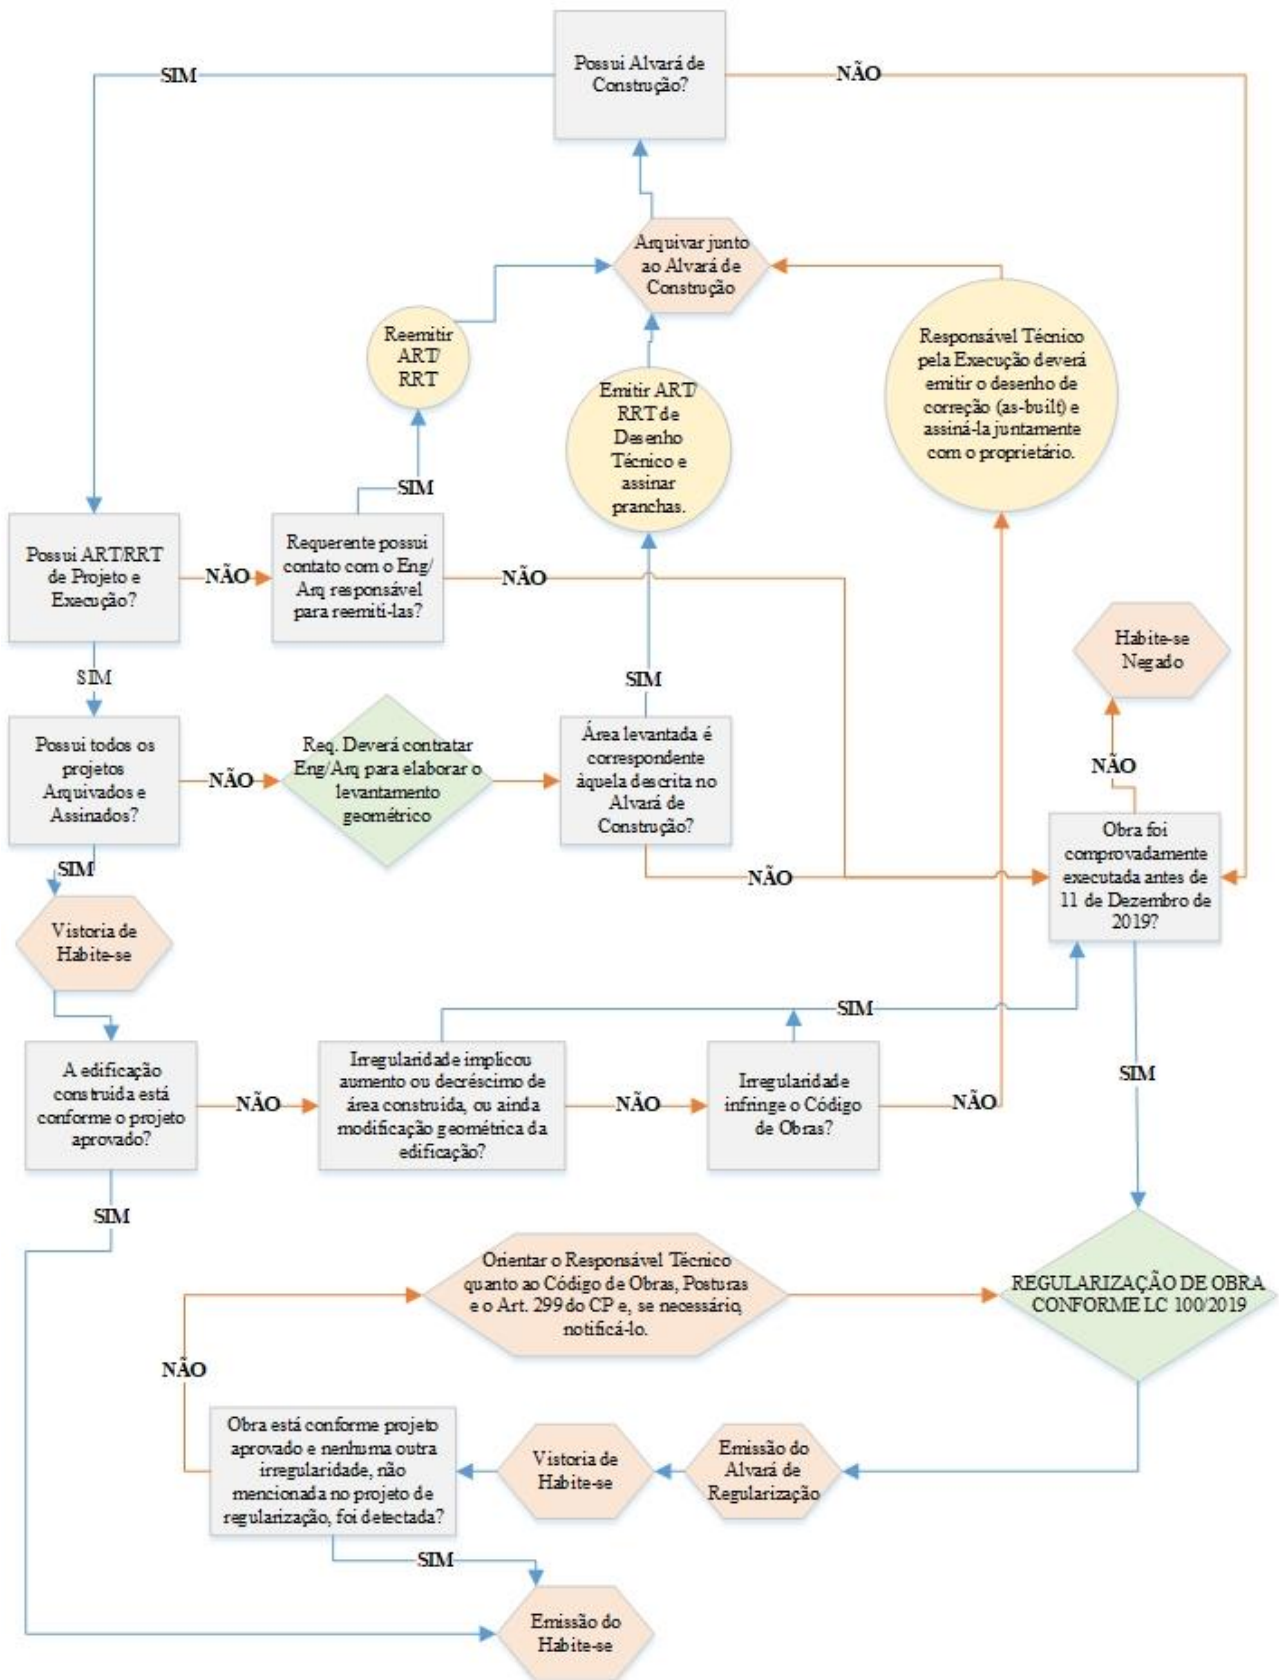 Possui Alvará de
Construção?
SIM
NÃO
Arquivar junto
ao Alvará de
Construção
Reemitir
ART/
RRT
Emitir ART/
RRT de
Desenho
Técnico e
assinar
pranchas.
Responsável Técnico
pela Execução deverá
emitir o desenho de
correção (as-built) e
assiná-la juntamente
com o proprietário.
SIM
Possui ART/RRT
de Projeto e
Execução?
NÃO
Requerente possui
contato com o Eng/
Arq responsável
para reemiti-las?
NÃO
Habite-se
Negado
SIM
SIM
Possui todos os
projetos
Arquivados e
Assinados?
NÃO
Req. Deverá contratar
Eng/Arq para elaborar o
levantamento
geométrico
Área levantada é
correspondente
àquela descrita no
Alvará de
Construção?
NÃO
NÃO
Obra foi
comprovadamente
executada antes de
11 de Dezembro de
2019?
SIM
Vistoria de
Habite-se
SIM
A edificação
construída está
conforme o projeto
aprovado?
NÃO
Irregularidade implicou
aumento ou decréscimo de
área construída, ou ainda
modificação geométrica da
edificação?
NÃO
Irregularidade
infringe o Código
de Obras?
NÃO
SIM
SIM
Orientar o Responsável Técnico
quanto ao Código de Obras, Posturas
e o Art. 299 do CP e, se necessário,
notificá-lo.
REGULARIZAÇÃO DE OBRA
CONFORME LC 100/2019
NÃO
Obra está conforme projeto
aprovado e nenhuma outra
irregularidade, não
mencionada no projeto de
regularização, foi detectada?
Vistoria de
Habite-se
Emissão do
Alvará de
Regularização
SIM
Emissão do
Habite-se